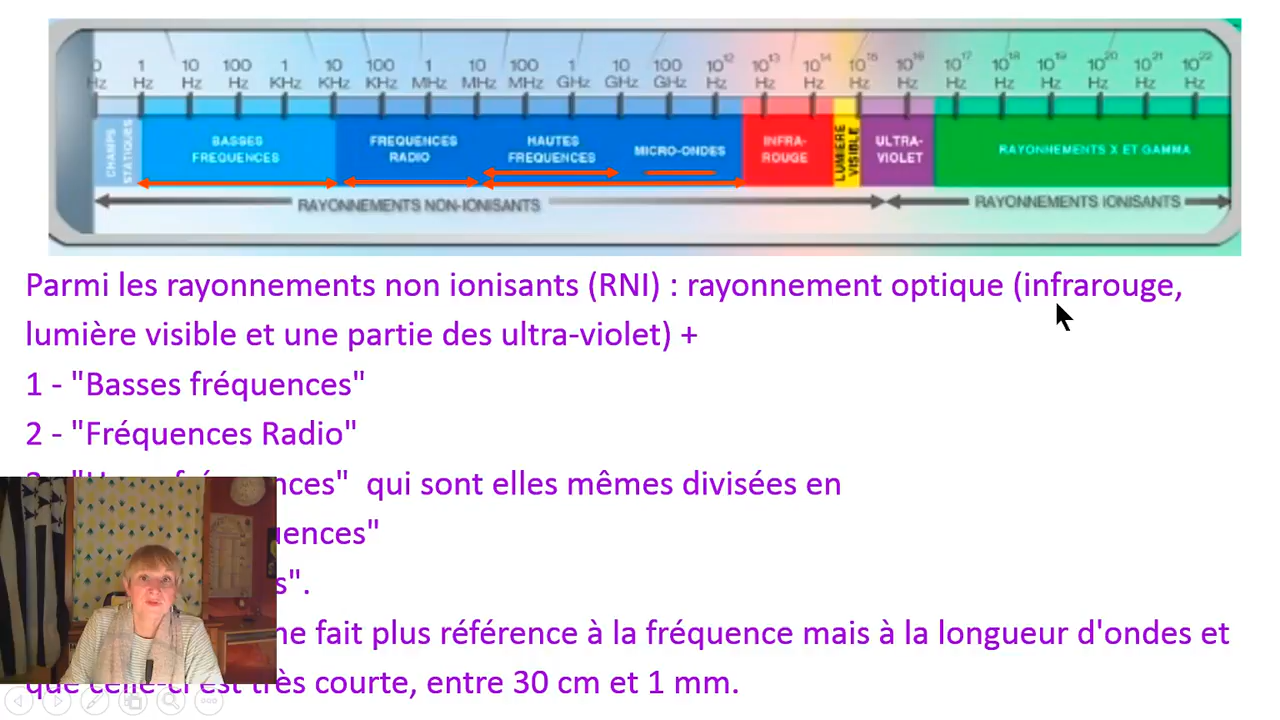 0 1 10 100 1 10 100 1 10 100 1 10 100 10¹² 10¹³ 10¹⁴ 10¹⁵ 10¹⁶ 10¹⁷ 10¹⁸ 10¹⁹ 10²⁰ 10²¹ 10²²
Hz Hz Hz Hz KHz KHz KHz MHz MHz MHz GHz GHz GHz Hz Hz Hz Hz Hz Hz Hz Hz Hz Hz Hz
CHAMPS
STATIQUES
BASSES
FREQUENCES
FREQUENCES
RADIO
HAUTES
FREQUENCES
MICRO-ONDES
INFRA-
ROUGE
LUMIÈRE
VISIBLE
ULTRA-
VIOLET
RAYONNEMENTS X ET GAMMA
RAYONNEMENTS NON-IONISANTS
RAYONNEMENTS IONISANTS
Parmi les rayonnements non ionisants (RNI) : rayonnement optique (infrarouge,
lumière visible et une partie des ultra-violet) +
1 - "Basses fréquences"
2 - "Fréquences Radio"
qui sont elles mêmes divisées en
fait plus référence à la fréquence mais à la longueur d'ondes et
que celle-ci est très courte, entre 30 cm et 1 mm.